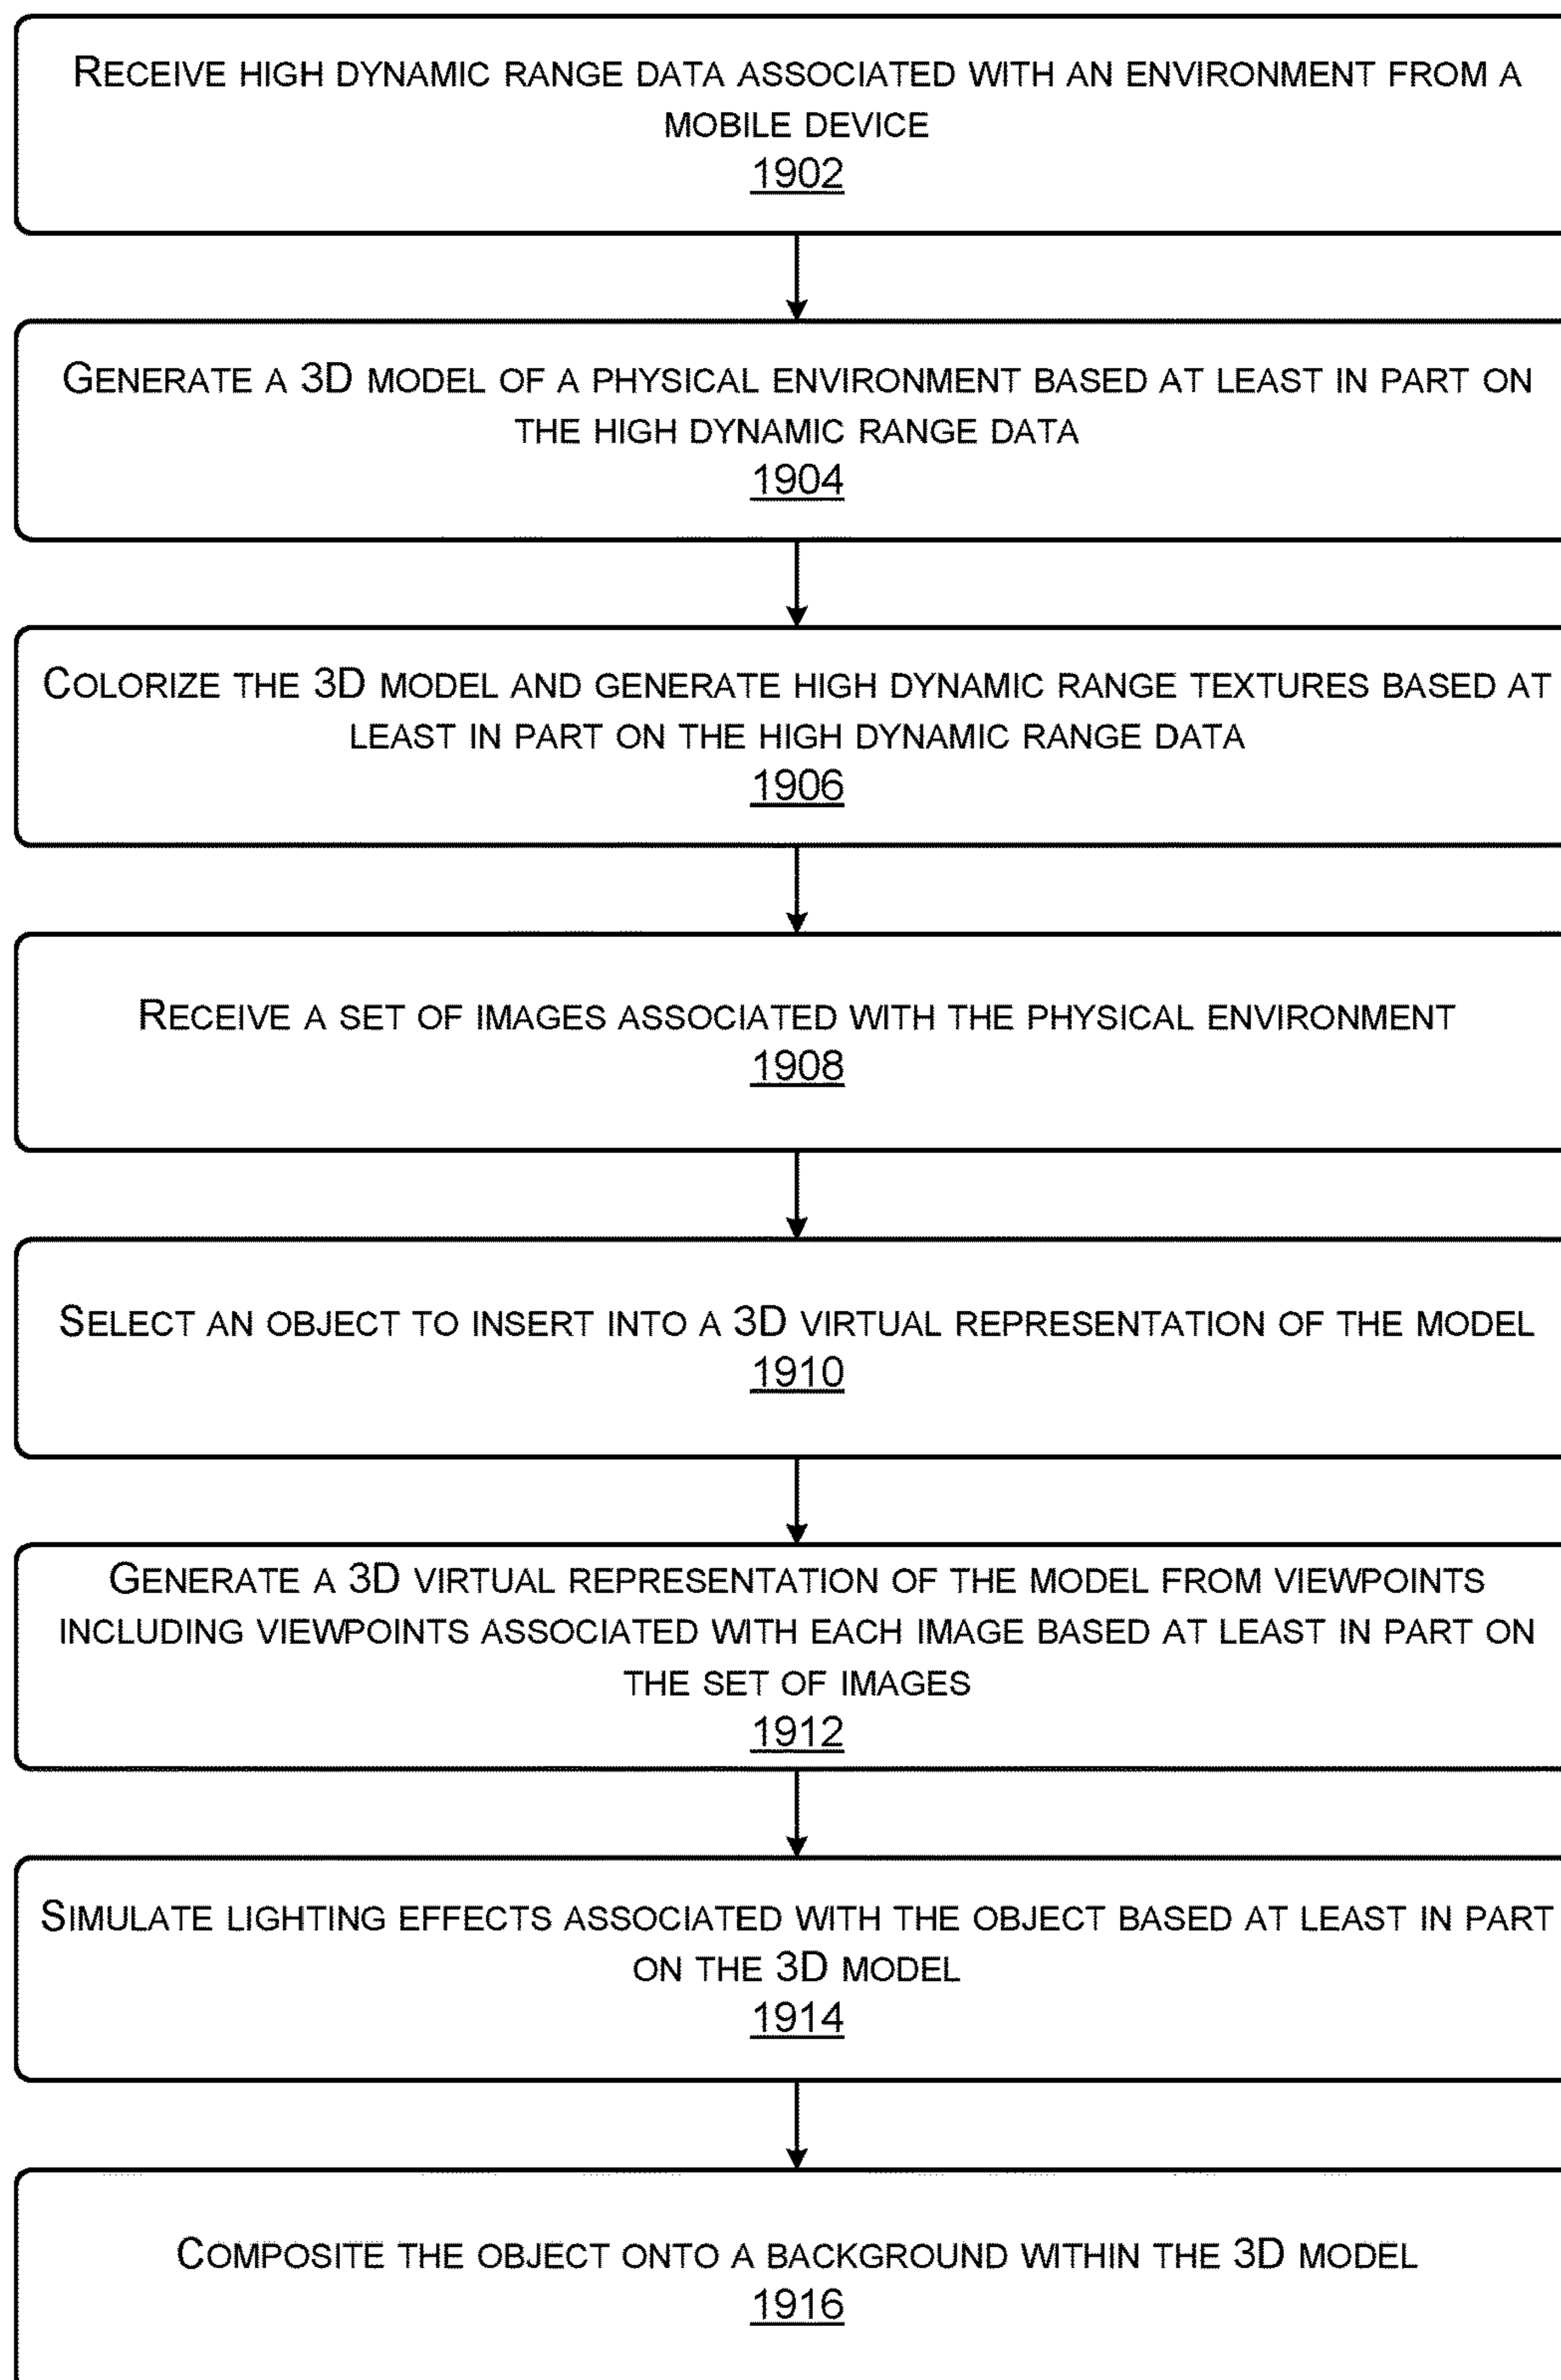 RECEIVE HIGH DYNAMIC RANGE DATA ASSOCIATED WITH AN ENVIRONMENT FROM A
MOBILE DEVICE
1902
GENERATE A 3D MODEL OF A PHYSICAL ENVIRONMENT BASED AT LEAST IN PART ON
THE HIGH DYNAMIC RANGE DATA
1904
COLORIZE THE 3D MODEL AND GENERATE HIGH DYNAMIC RANGE TEXTURES BASED AT
LEAST IN PART ON THE HIGH DYNAMIC RANGE DATA
1906
RECEIVE A SET OF IMAGES ASSOCIATED WITH THE PHYSICAL ENVIRONMENT
1908
SELECT AN OBJECT TO INSERT INTO A 3D VIRTUAL REPRESENTATION OF THE MODEL
1910
GENERATE A 3D VIRTUAL REPRESENTATION OF THE MODEL FROM VIEWPOINTS
INCLUDING VIEWPOINTS ASSOCIATED WITH EACH IMAGE BASED AT LEAST IN PART ON
THE SET OF IMAGES
1912
SIMULATE LIGHTING EFFECTS ASSOCIATED WITH THE OBJECT BASED AT LEAST IN PART
ON THE 3D MODEL
1914
COMPOSITE THE OBJECT ONTO A BACKGROUND WITHIN THE 3D MODEL
1916